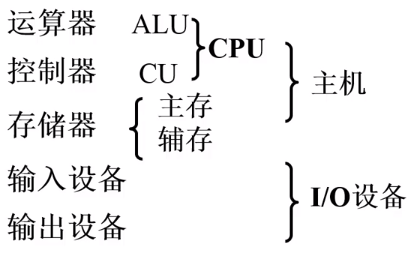 运算器 ALU
CPU
控制器 CU
主机
主存
存储器
辅存
输入设备
I/O设备
输出设备